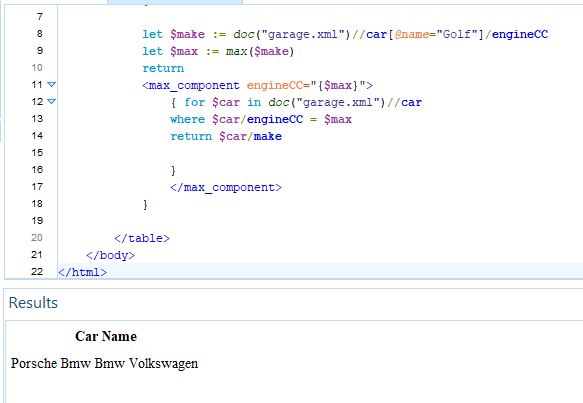 7
8 let $make := doc("garage.xml")//car[@name="Golf"]/engineCC
9 let $max := max($make)
10 return
11 <max_component engineCC="{$max}">
12 { for $car in doc("garage.xml")//car
13 where $car/engineCC = $max
14 return $car/make
15
16 }
17 </max_component>
18 }
19
20 </table>
21 </body>
22 </html>
Results
Car Name
Porsche Bmw Bmw Volkswagen